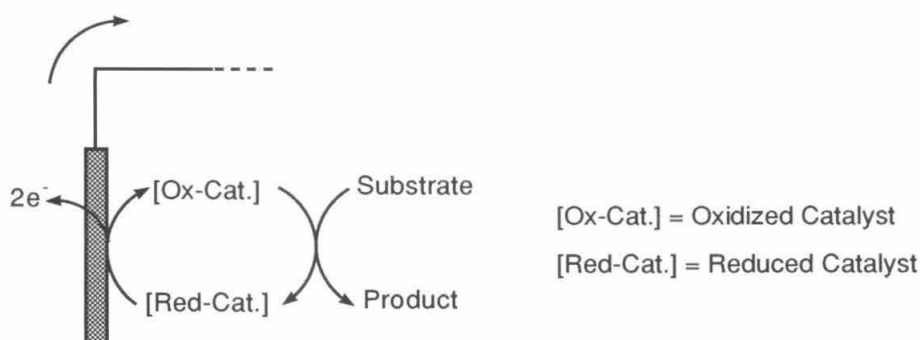 2e-
[Ox-Cat.]
Substrate
[Red-Cat.]
Product
[Ox-Cat.] = Oxidized Catalyst
[Red-Cat.] = Reduced Catalyst